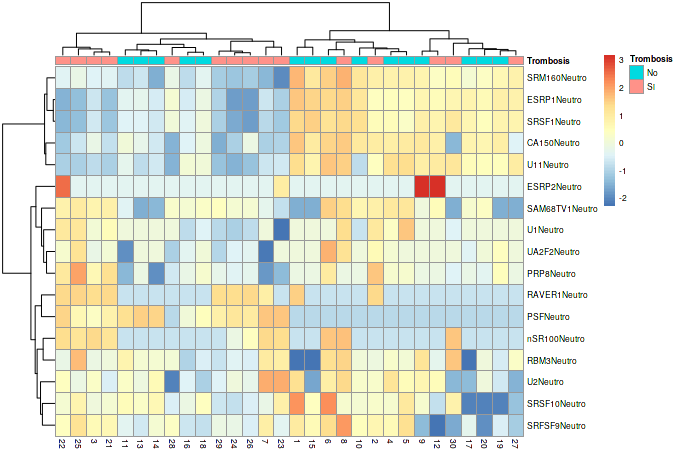 Trombosis
SRM160Neutro
ESRP1Neutro
SRSF1Neutro
CA150Neutro
U11Neutro
ESRP2Neutro
SAM68TV1Neutro
U1Neutro
UA2F2Neutro
PRP8Neutro
RAVER1Neutro
PSFNeutro
nSR100Neutro
RBM3Neutro
U2Neutro
SRSF10Neutro
SRFSF9Neutro
22 25 3 21 11 13 14 28 16 18 29 24 26 7 23 1 15 6 8 10 2 4 5 9 12 30 17 20 19 27
3
2
1
0
-1
-2
Trombosis
No
SI